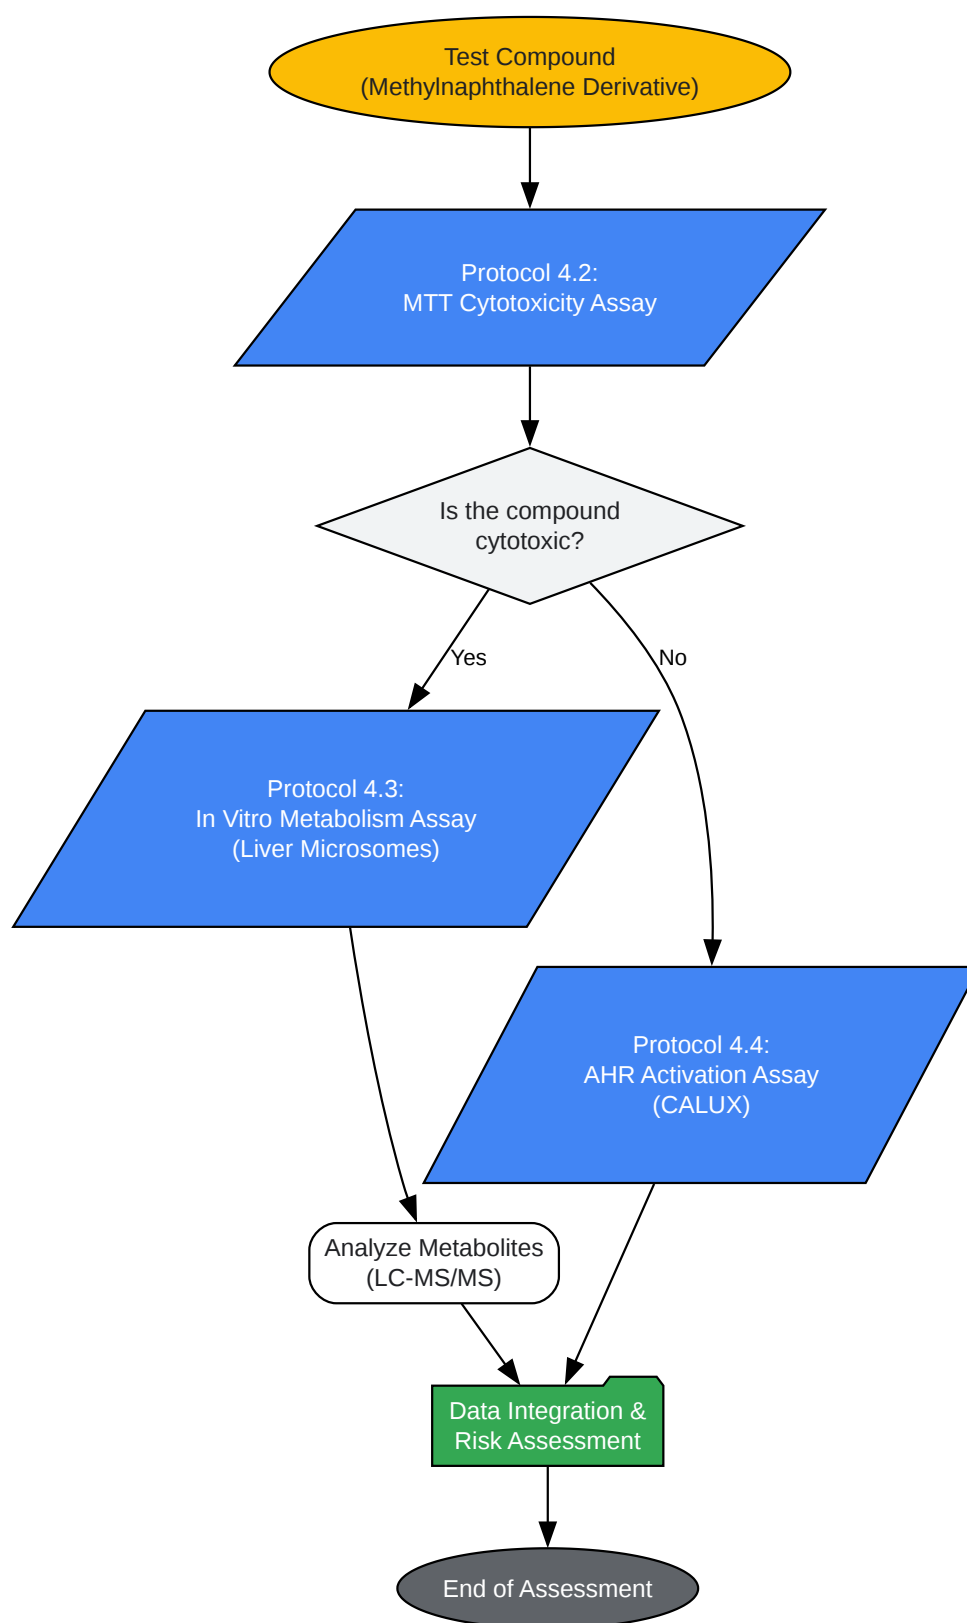 Test Compound
(Methylnaphthalene Derivative)
Protocol 4.2:
MTT Cytotoxicity Assay
Is the compound
cytotoxic?
Yes
No
Protocol 4.3:
In Vitro Metabolism Assay
(Liver Microsomes)
Protocol 4.4:
AHR Activation Assay
(CALUX)
Analyze Metabolites
(LC-MS/MS)
Data Integration &
Risk Assessment
End of Assessment